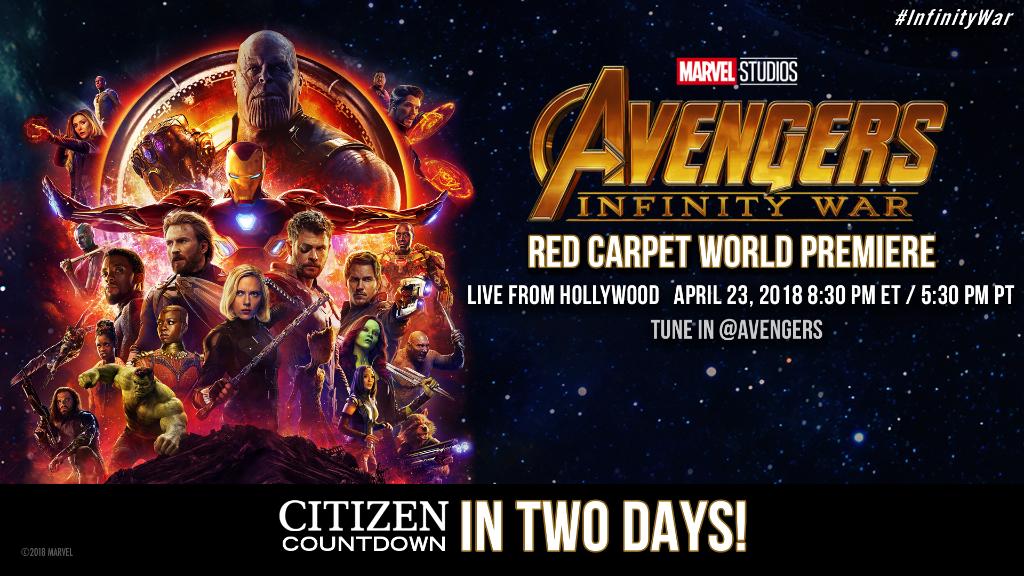 #InfinityWar
MARVEL STUDIOS
AVENGERS
INFINITY WAR
RED CARPET WORLD PREMIERE
LIVE FROM HOLLYWOOD APRIL 23, 2018 8:30 PM ET / 5:30 PM PT
TUNE IN @AVENGERS
CITIZEN
COUNTDOWN
IN TWO DAYS!
©2018 MARVEL